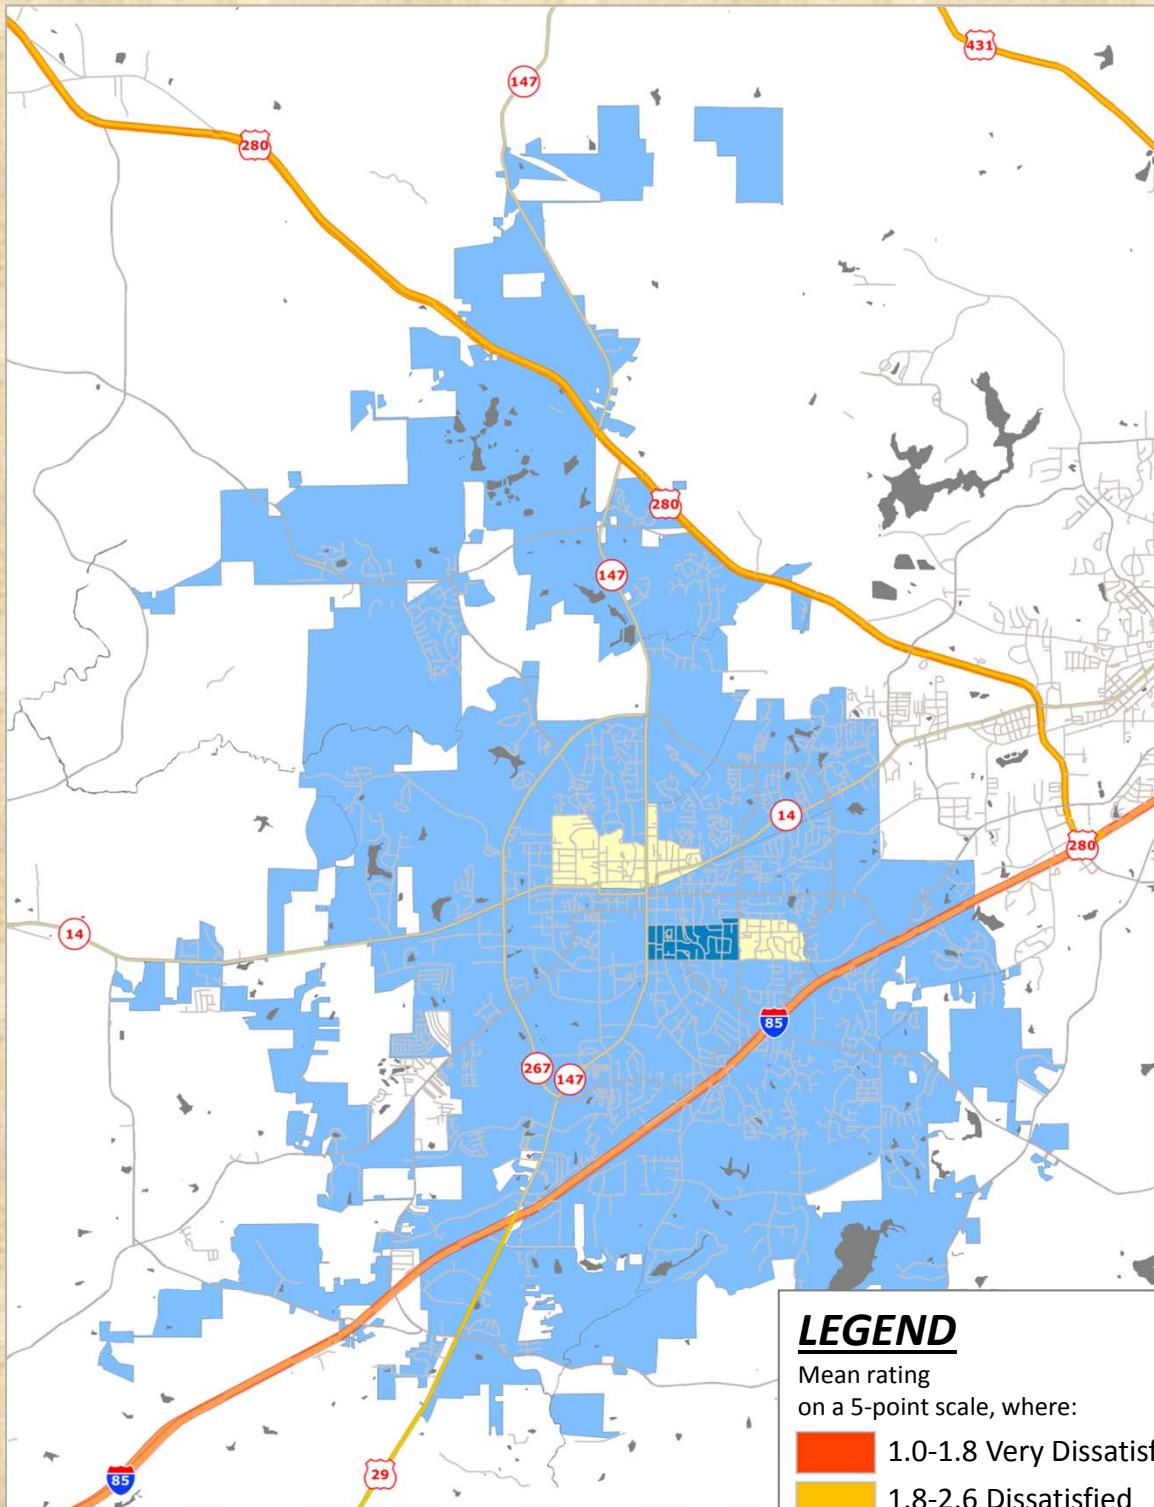 431
147
280
280
147
14
280
14
85
267
147
LEGEND
Mean rating
on a 5-point scale, where:
1.0-1.8 Very Dissatisf
1.8-2.6 Dissatisfied
29
85